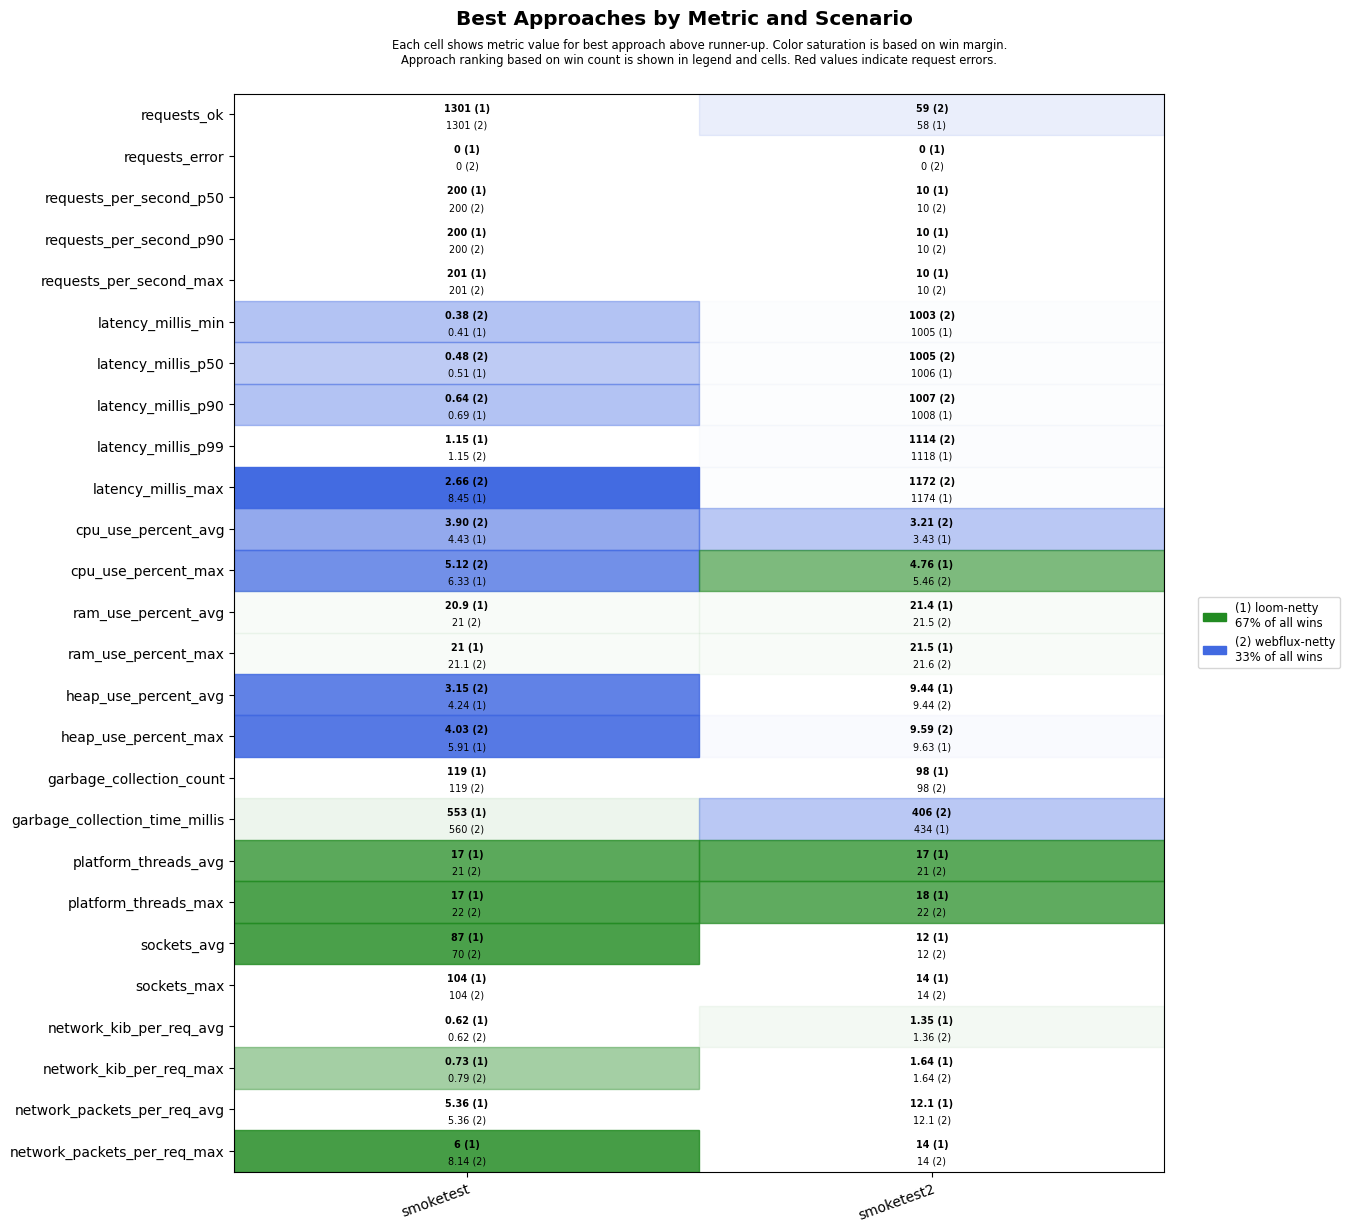 Best Approaches by Metric and Scenario
Each cell shows metric value for best approach above runner-up. Color saturation is based on win margin.
Approach ranking based on win count is shown in legend and cells. Red values indicate request errors.
requests_ok
1301 (1)
1301 (2)
59 (2)
58 (1)
requests_error
0 (1)
0 (2)
0 (1)
0 (2)
requests_per_second_p50
200 (1)
200 (2)
10 (1)
10 (2)
requests_per_second_p90
200 (1)
200 (2)
10 (1)
10 (2)
requests_per_second_max
201 (1)
201 (2)
10 (1)
10 (2)
latency_millis_min
0.38 (2)
0.41 (1)
1003 (2)
1005 (1)
latency_millis_p50
0.48 (2)
0.51 (1)
1005 (2)
1006 (1)
latency_millis_p90
0.64 (2)
0.69 (1)
1007 (2)
1008 (1)
latency_millis_p99
1.15 (1)
1.15 (2)
1114 (2)
1118 (1)
latency_millis_max
2.66 (2)
8.45 (1)
1172 (2)
1174 (1)
cpu_use_percent_avg
3.90 (2)
4.43 (1)
3.21 (2)
3.43 (1)
cpu_use_percent_max
5.12 (2)
6.33 (1)
4.76 (1)
5.46 (2)
ram_use_percent_avg
20.9 (1)
21 (2)
21.4 (1)
21.5 (2)
ram_use_percent_max
21 (1)
21.1 (2)
21.5 (1)
21.6 (2)
heap_use_percent_avg
3.15 (2)
4.24 (1)
9.44 (1)
9.44 (2)
heap_use_percent_max
4.03 (2)
5.91 (1)
9.59 (2)
9.63 (1)
garbage_collection_count
119 (1)
119 (2)
98 (1)
98 (2)
garbage_collection_time_millis
553 (1)
560 (2)
406 (2)
434 (1)
platform_threads_avg
17 (1)
21 (2)
17 (1)
21 (2)
platform_threads_max
17 (1)
22 (2)
18 (1)
22 (2)
sockets_avg
87 (1)
70 (2)
12 (1)
12 (2)
sockets_max
104 (1)
104 (2)
14 (1)
14 (2)
network_kib_per_req_avg
0.62 (1)
0.62 (2)
1.35 (1)
1.36 (2)
network_kib_per_req_max
0.73 (1)
0.79 (2)
1.64 (1)
1.64 (2)
network_packets_per_req_avg
5.36 (1)
5.36 (2)
12.1 (1)
12.1 (2)
network_packets_per_req_max
6 (1)
8.14 (2)
14 (1)
14 (2)
smoketest
smoketest2
(1) loom-netty
67% of all wins
(2) webflux-netty
33% of all wins